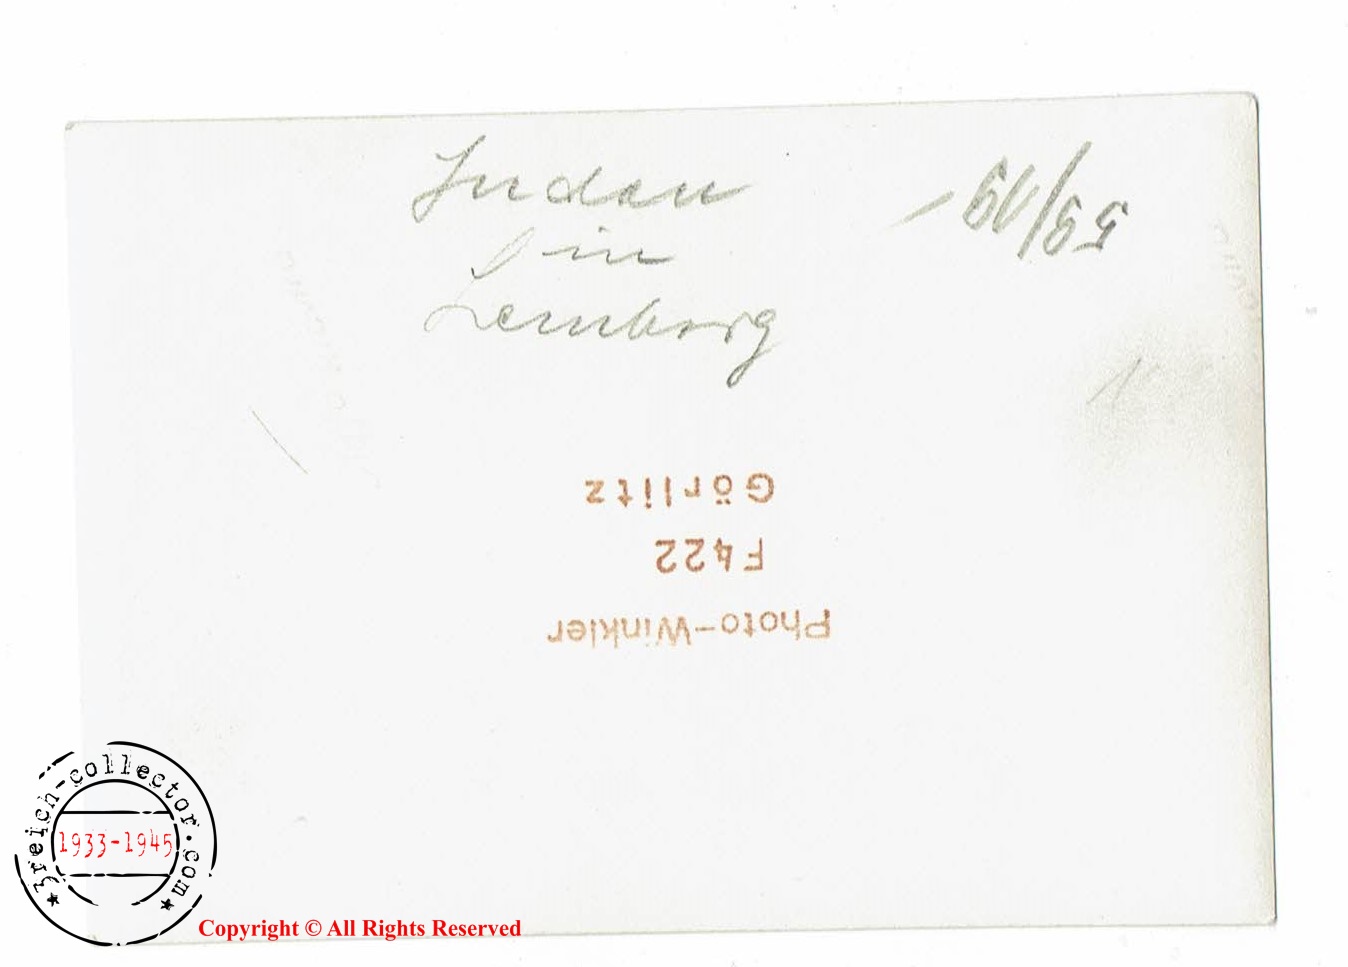 Juden
in
Lemberg
Görlitz
F422
Photo-Winkler
3reich-collector.com
1933-1945
Copyright © All Rights Reserved